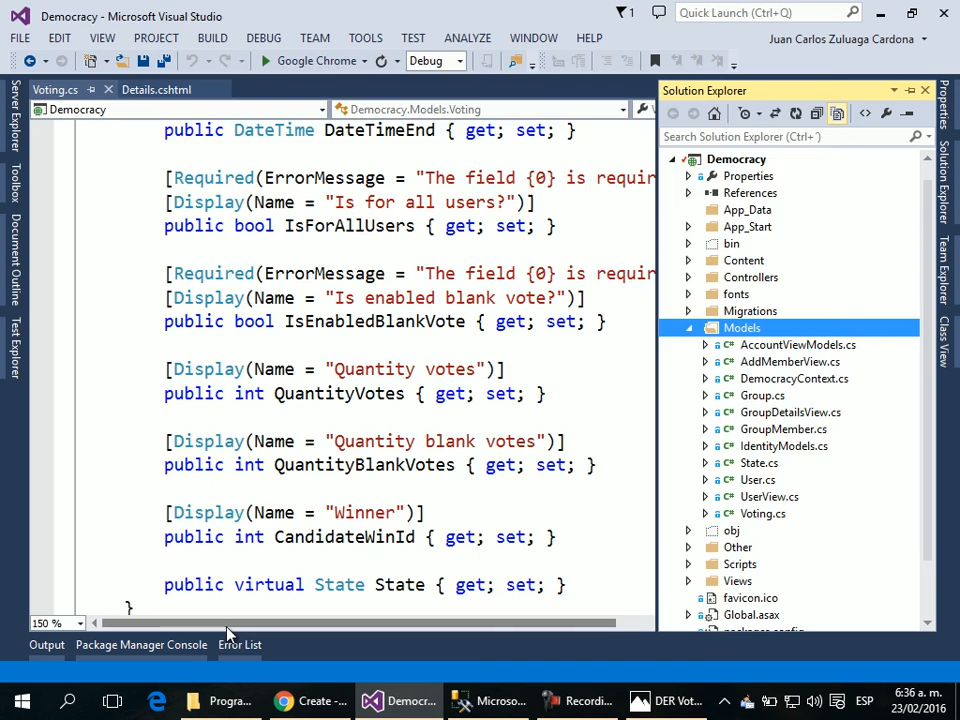 Democracy - Microsoft Visual Studio
1
Quick Launch (Ctrl+Q)
FILE EDIT VIEW PROJECT BUILD DEBUG TEAM TOOLS TEST ANALYZE WINDOW HELP
Juan Carlos Zuluaga Cardona
Google Chrome
Debug
Voting.cs
Details.cshtml
Democracy
Democracy.Models.Voting
public DateTime DateTimeEnd { get; set; }
[Required(ErrorMessage = "The field {0} is requir
[Display(Name = "Is for all users?")]
public bool IsForAllUsers { get; set; }
[Required(ErrorMessage = "The field {0} is requir
[Display(Name = "Is enabled blank vote?")]
public bool IsEnabledBlankVote { get; set; }
[Display(Name = "Quantity votes")]
public int QuantityVotes { get; set; }
[Display(Name = "Quantity blank votes")]
public int QuantityBlankVotes { get; set; }
[Display(Name = "Winner")]
public int CandidateWinId { get; set; }
public virtual State State { get; set; }
}
150 %
Server Explorer
Toolbox
Document Outline
Test Explorer
Solution Explorer
Search Solution Explorer (Ctrl+´)
Democracy
Properties
References
App_Data
App_Start
bin
Content
Controllers
fonts
Migrations
Models
AccountViewModels.cs
AddMemberView.cs
DemocracyContext.cs
Group.cs
GroupDetailsView.cs
GroupMember.cs
IdentityModels.cs
State.cs
User.cs
UserView.cs
Voting.cs
obj
Other
Scripts
Views
favicon.ico
Global.asax
packages.config
Properties
Solution Explorer
Team Explorer
Class View
Output
Package Manager Console
Error List
Progra...
Create -...
Democr...
Microso...
Recordi...
DER Vot...
ESP
6:36 a. m.
23/02/2016